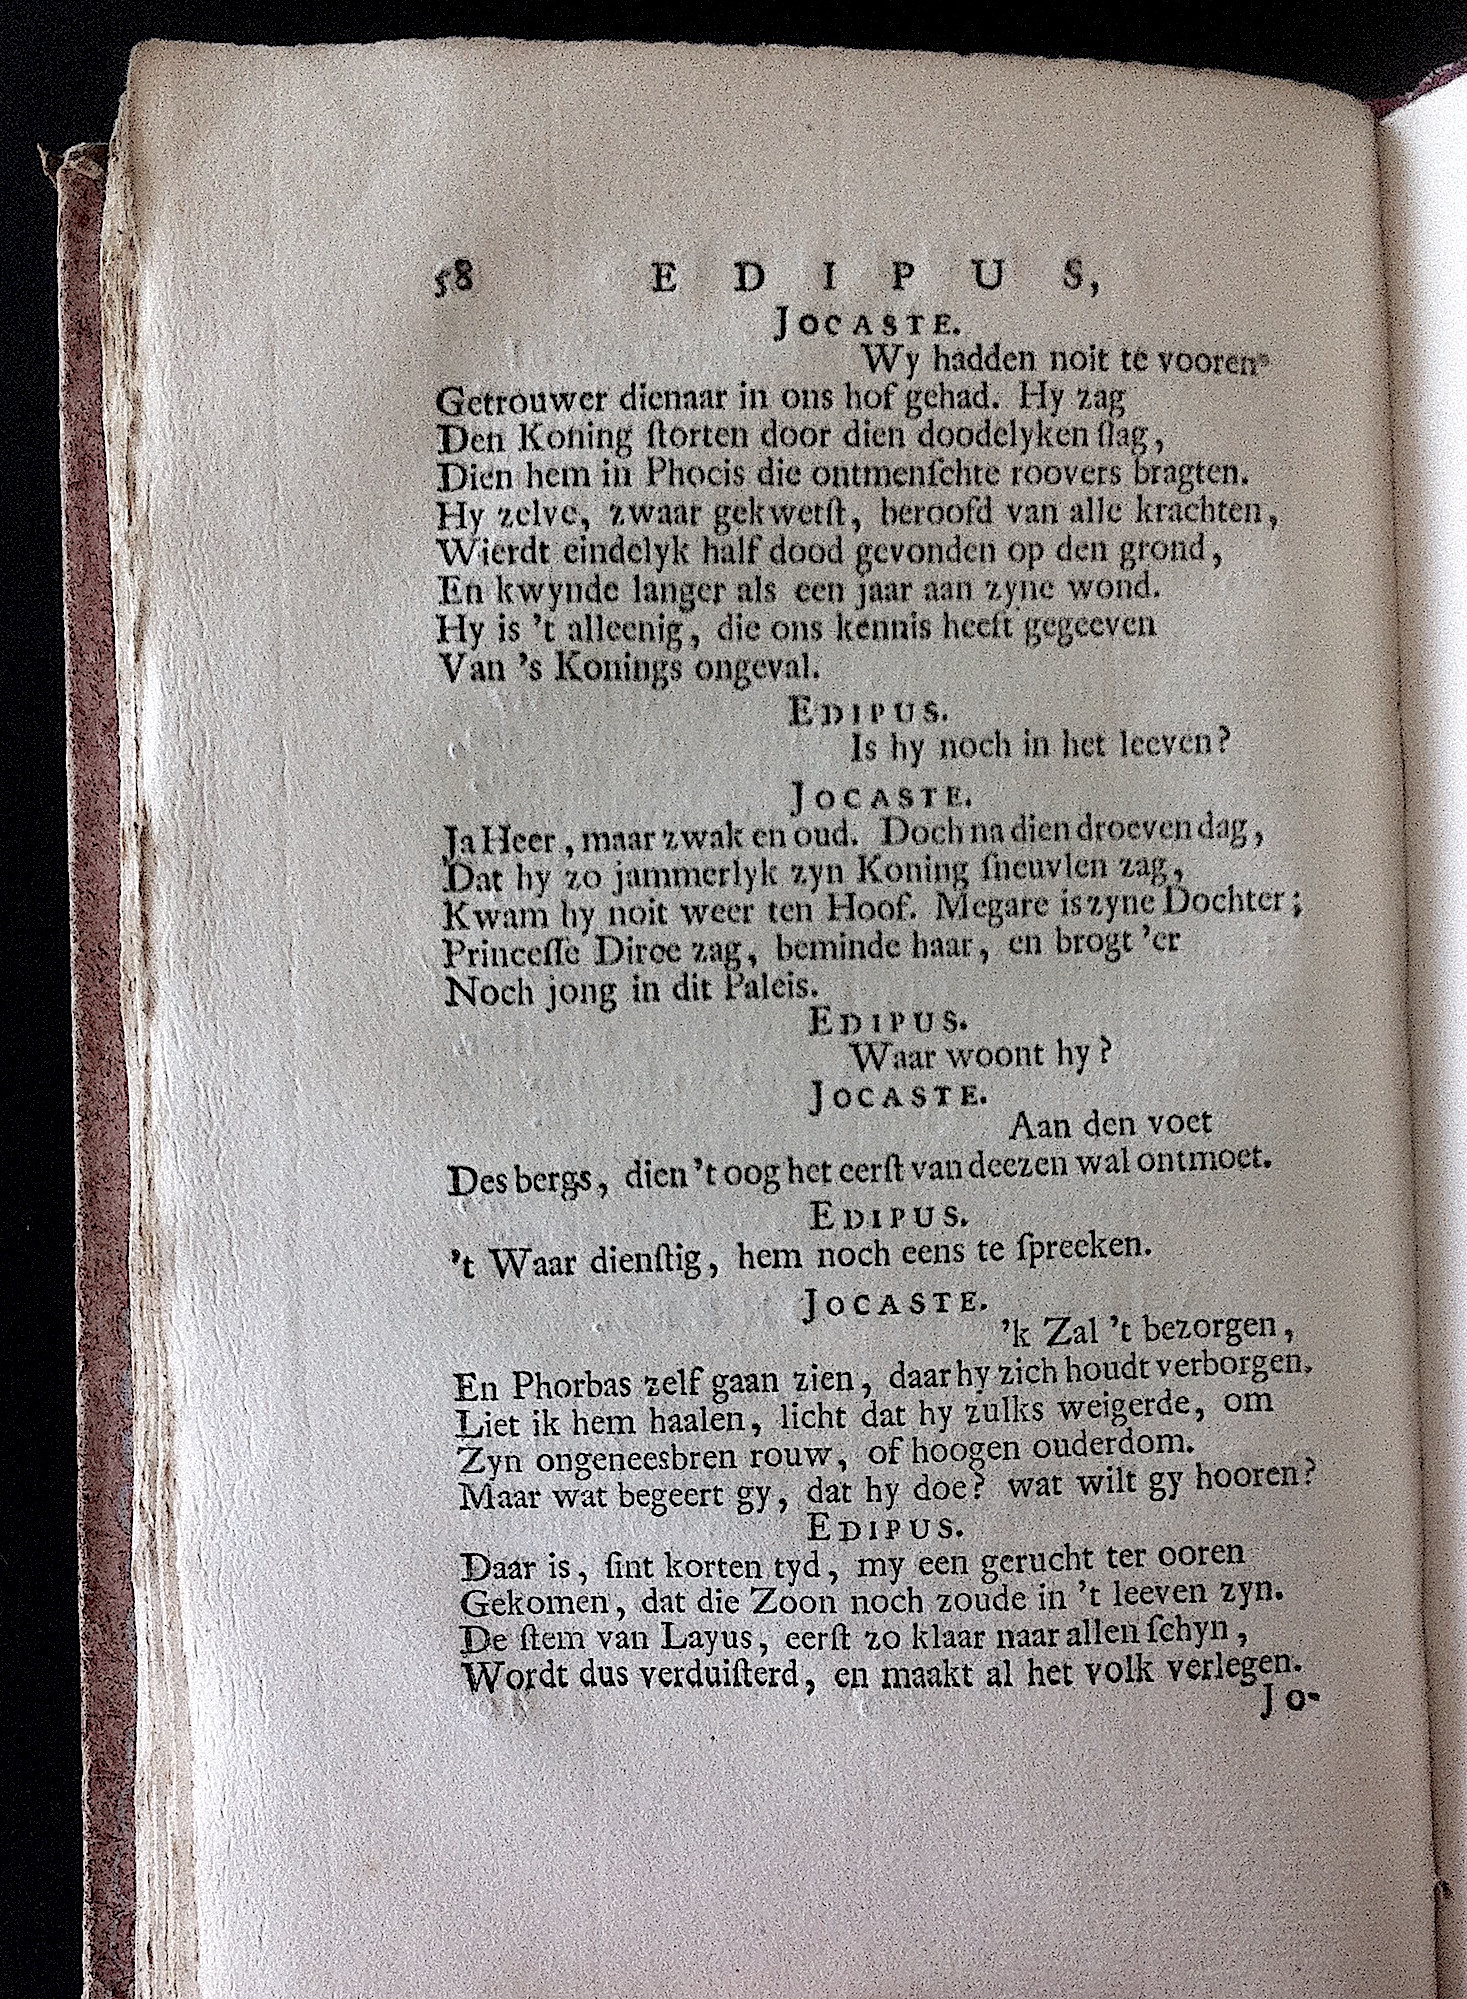 58 EDIPUS,
JOCASTE.
Wy hadden noit te vooren
Getrouwer dienaar in ons hof gehad. Hy zag
Den Koning ſtorten door dien doodelyken ſlag,
Dien hem in Phocis die ontmenſchte roovers bragten.
Hy zelve, zwaar gekwetſt, beroofd van alle krachten,
Wierdt eindelyk half dood gevonden op den grond,
En kwynde langer als een jaar aan zyne wond.
Hy is 't alleenig, die ons kennis heeft gegeeven
Van 's Konings ongeval.
EDIPUS.
Is hy noch in het leeven?
JOCASTE.
Ja Heer, maar zwak en oud. Doch na dien droeven dag,
Dat hy zo jammerlyk zyn Koning ſneuvlen zag,
Kwam hy noit weer ten Hoof. Megare is zyne Dochter;
Princeſſe Dirce zag, beminde haar, en brogt 'er
Noch jong in dit Paleis.
EDIPUS.
Waar woont hy?
JOCASTE.
Aan den voet
Des bergs, dien 't oog het eerſt van deezen wal ontmoet.
EDIPUS.
't Waar dienſtig, hem noch eens te ſpreeken.
JOCASTE.
'k Zal 't bezorgen,
En Phorbas zelf gaan zien, daar hy zich houdt verborgen.
Liet ik hem haalen, licht dat hy zulks weigerde, om
Zyn ongeneesbren rouw, of hoogen ouderdom.
Maar wat begeert gy, dat hy doe? wat wilt gy hooren?
EDIPUS.
Daar is, ſint korten tyd, my een gerucht ter ooren
Gekomen, dat die Zoon noch zoude in 't leeven zyn.
De ſtem van Layus, eerſt zo klaar naar allen ſchyn,
Wordt dus verduiſterd, en maakt al het volk verlegen.
JO-